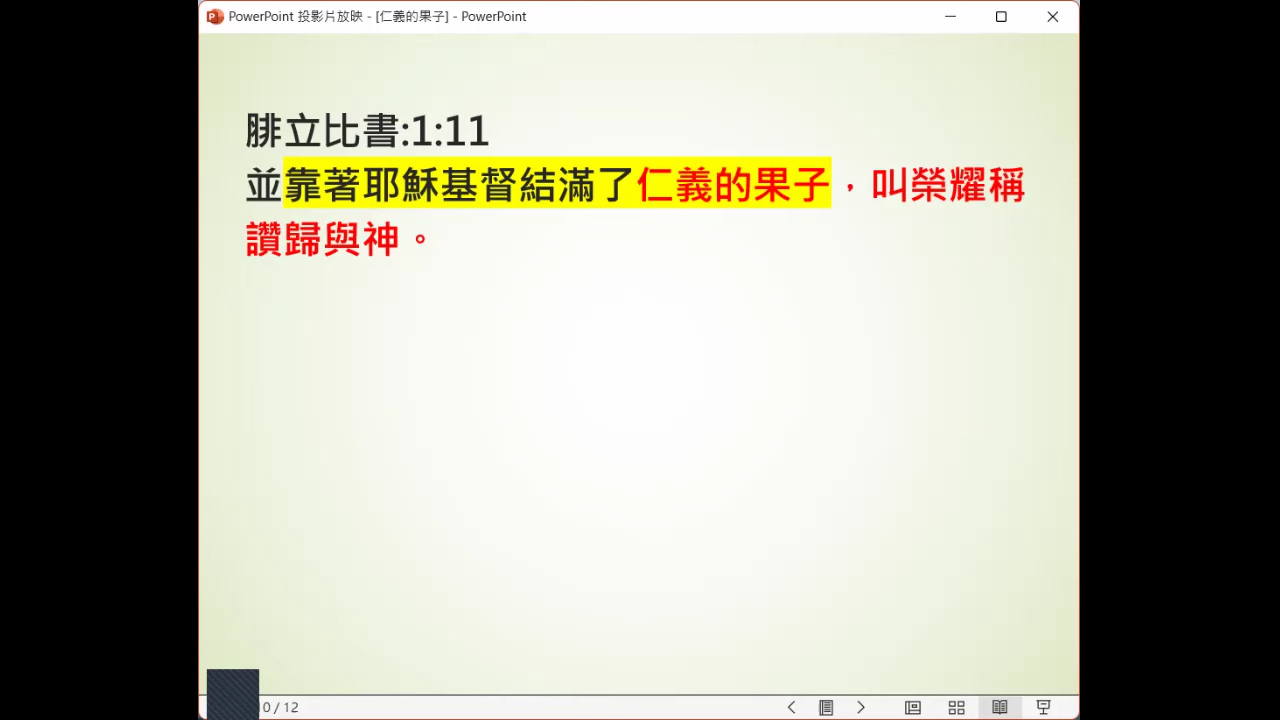 PowerPoint 投影片放映 - [仁義的果子] - PowerPoint
腓立比書:1:11
並靠著耶穌基督結滿了仁義的果子，叫榮耀稱
讚歸與神。
0 / 12